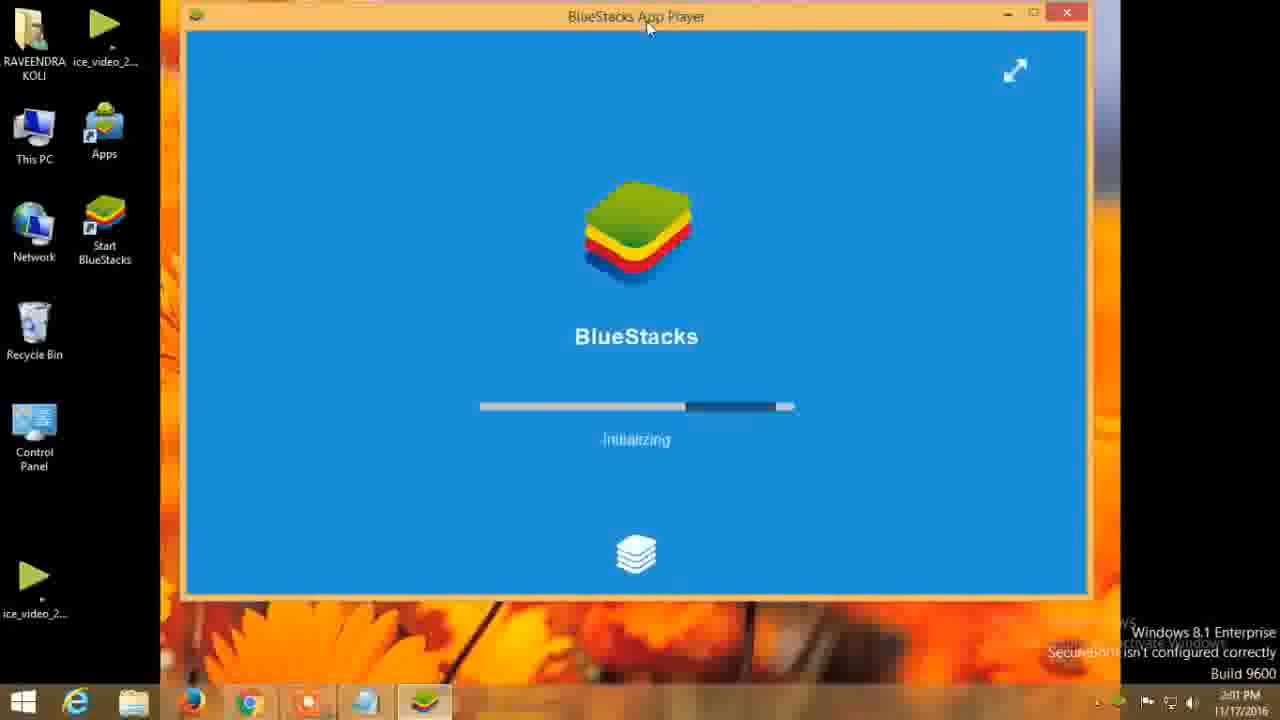 BlueStacks App Player
RAVEENDRA
KOLI
ice_video_2...
This PC
Apps
Network
Start
BlueStacks
Recycle Bin
Control
Panel
ice_video_2...
BlueStacks
Initializing
Windows 8.1 Enterprise
SecureBoot isn't configured correctly
Build 9600
2:01 PM
11/17/2016